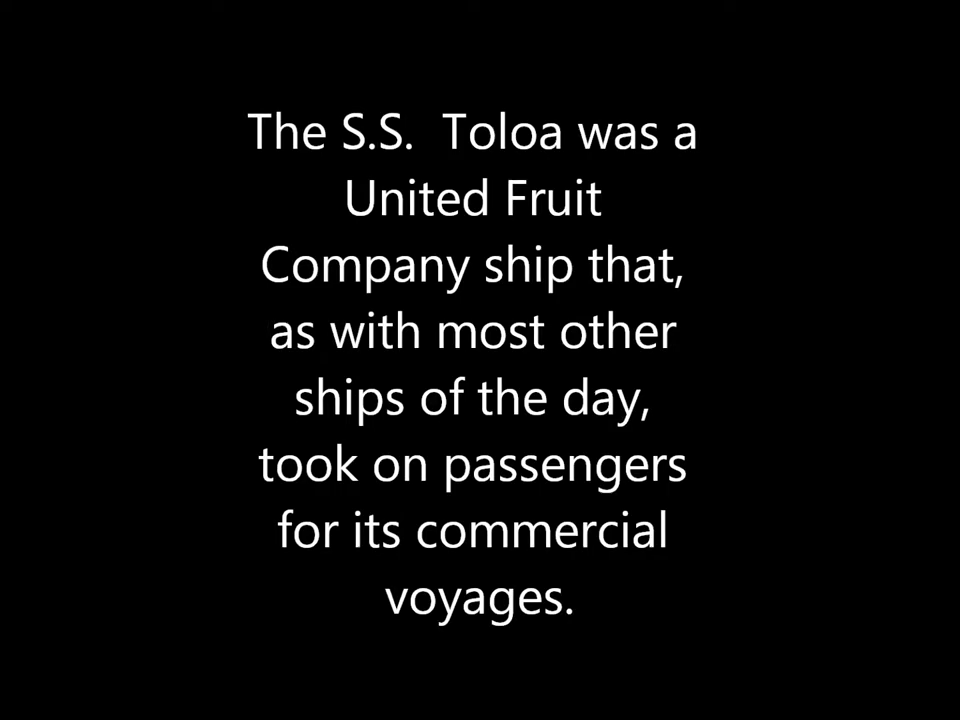 The S.S.  Toloa was a
United Fruit
Company ship that,
as with most other
ships of the day,
took on passengers
for its commercial
voyages.